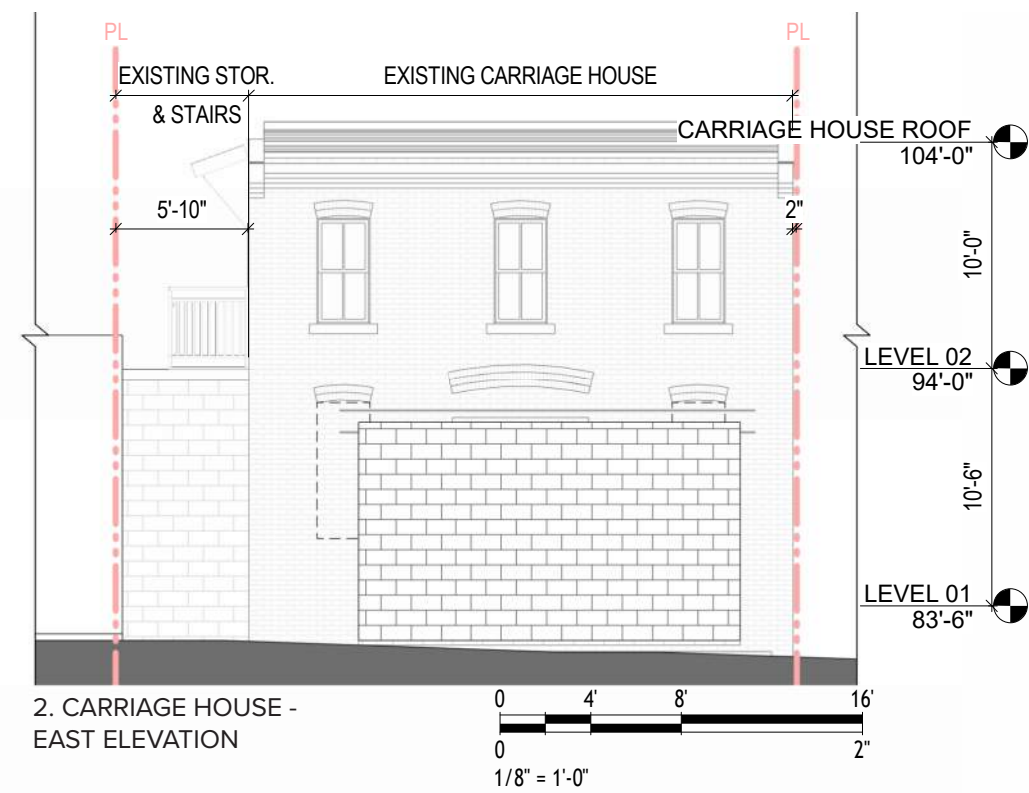 PL
PL
EXISTING STOR.
& STAIRS
EXISTING CARRIAGE HOUSE
CARRIAGE HOUSE ROOF
104'-0"
5'-10"
2"
10'-0"
LEVEL 02
94'-0"
10'-6"
LEVEL 01
83'-6"
2. CARRIAGE HOUSE -
EAST ELEVATION
0 4' 8' 16'
0 2"
1/8" = 1'-0"